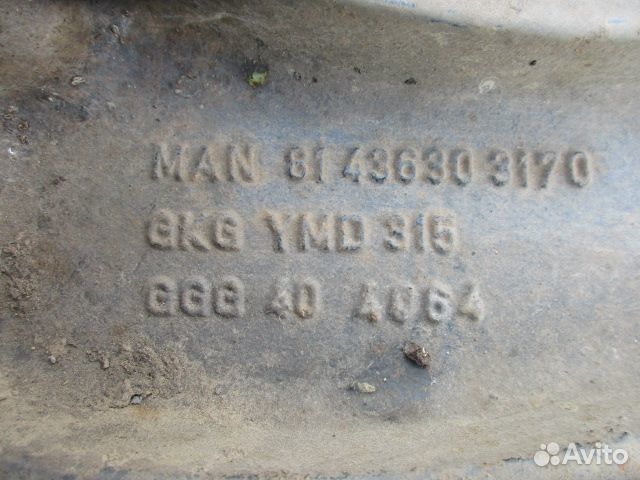 MAN 81 43630 3170
GKG YMD 315
GGG 40 4064
Avito